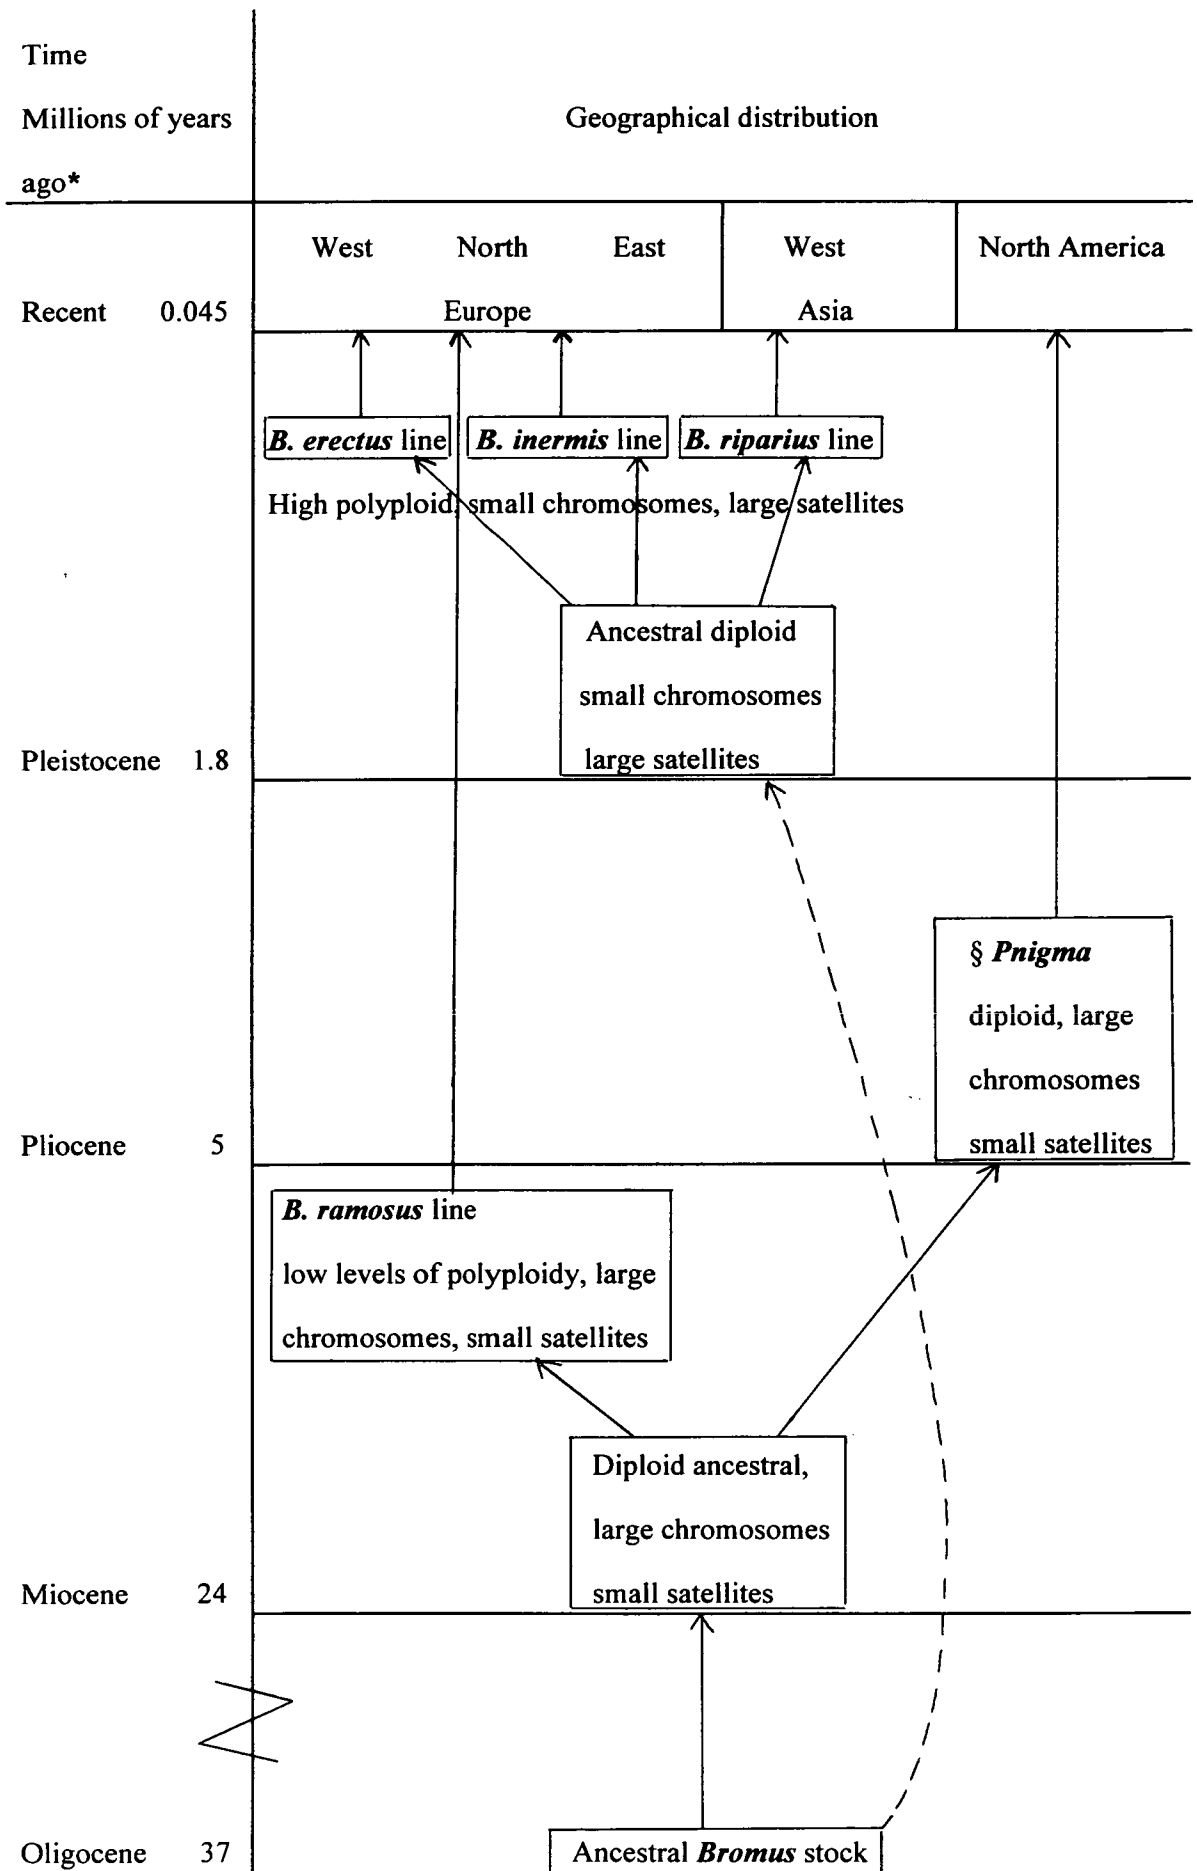 Time
Millions of years
Geographical distribution
ago*
West North East West North America
Recent 0.045 Europe Asia
B. erectus line B. inermis line B. riparius line
High polyploid, small chromosomes, large satellites
Ancestral diploid
small chromosomes
large satellites
Pleistocene 1.8
§ Pnigma
diploid, large
chromosomes
small satellites
Pliocene 5
B. ramosus line
low levels of polyploidy, large
chromosomes, small satellites
Diploid ancestral,
large chromosomes
small satellites
Miocene 24
Oligocene 37
Ancestral Bromus stock